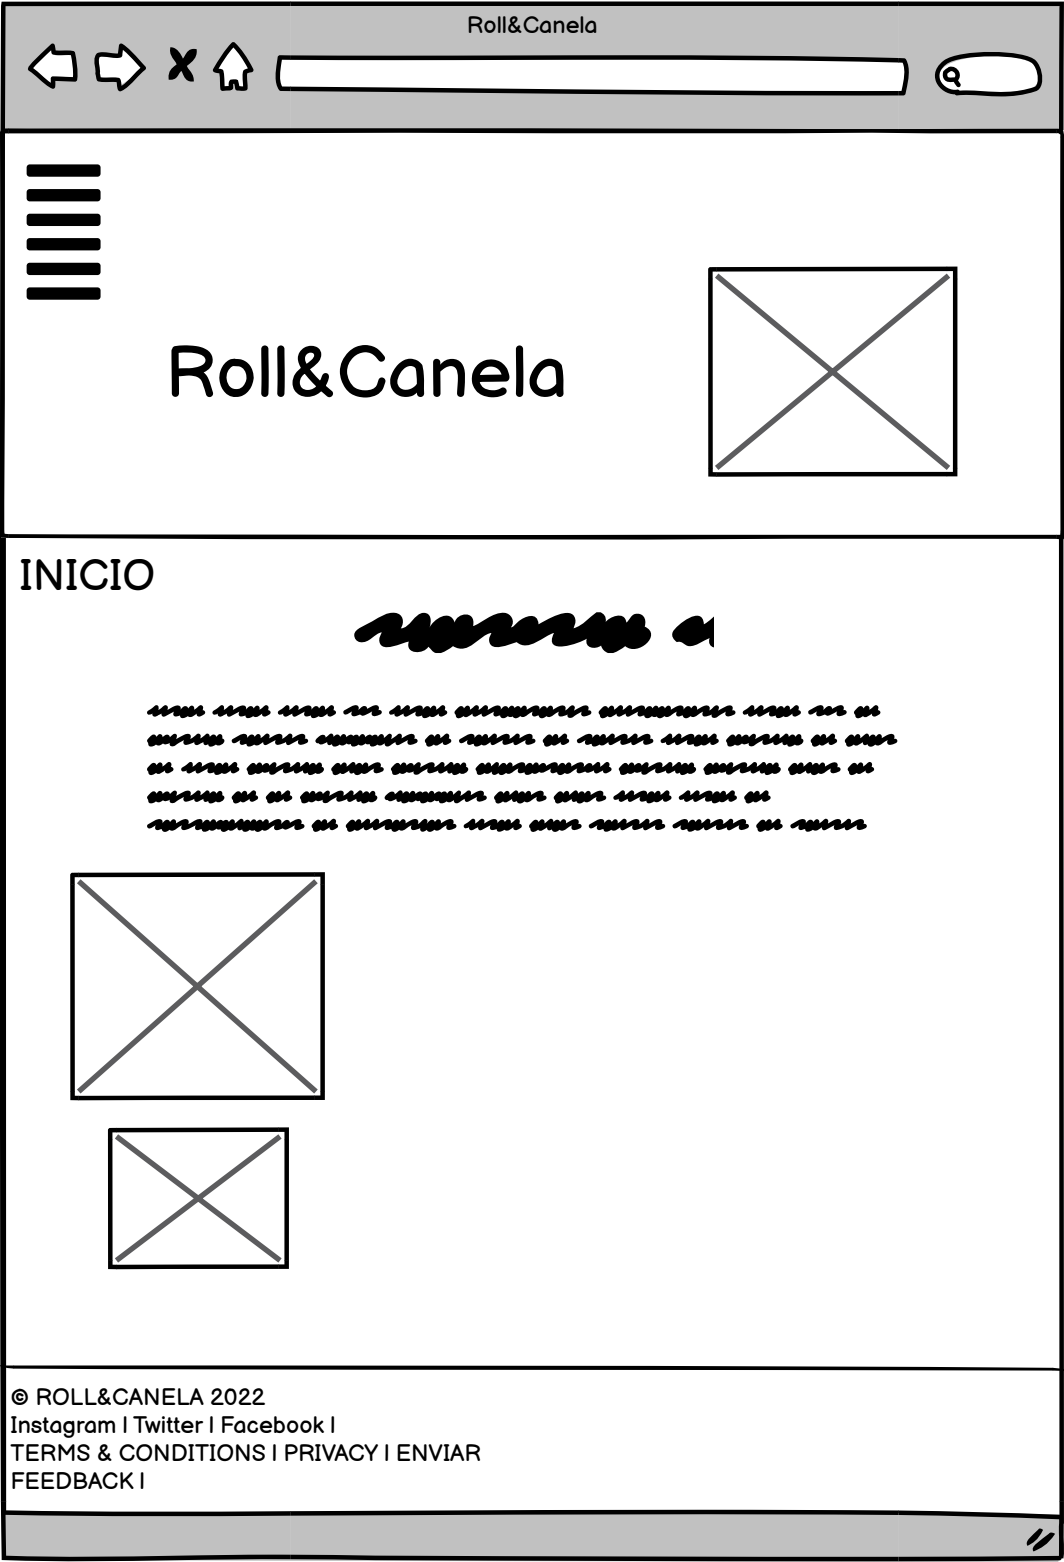 Roll&Canela
Roll&Canela
INICIO
© ROLL&CANELA 2022
Instagram | Twitter | Facebook |
TERMS & CONDITIONS | PRIVACY | ENVIAR
FEEDBACK |